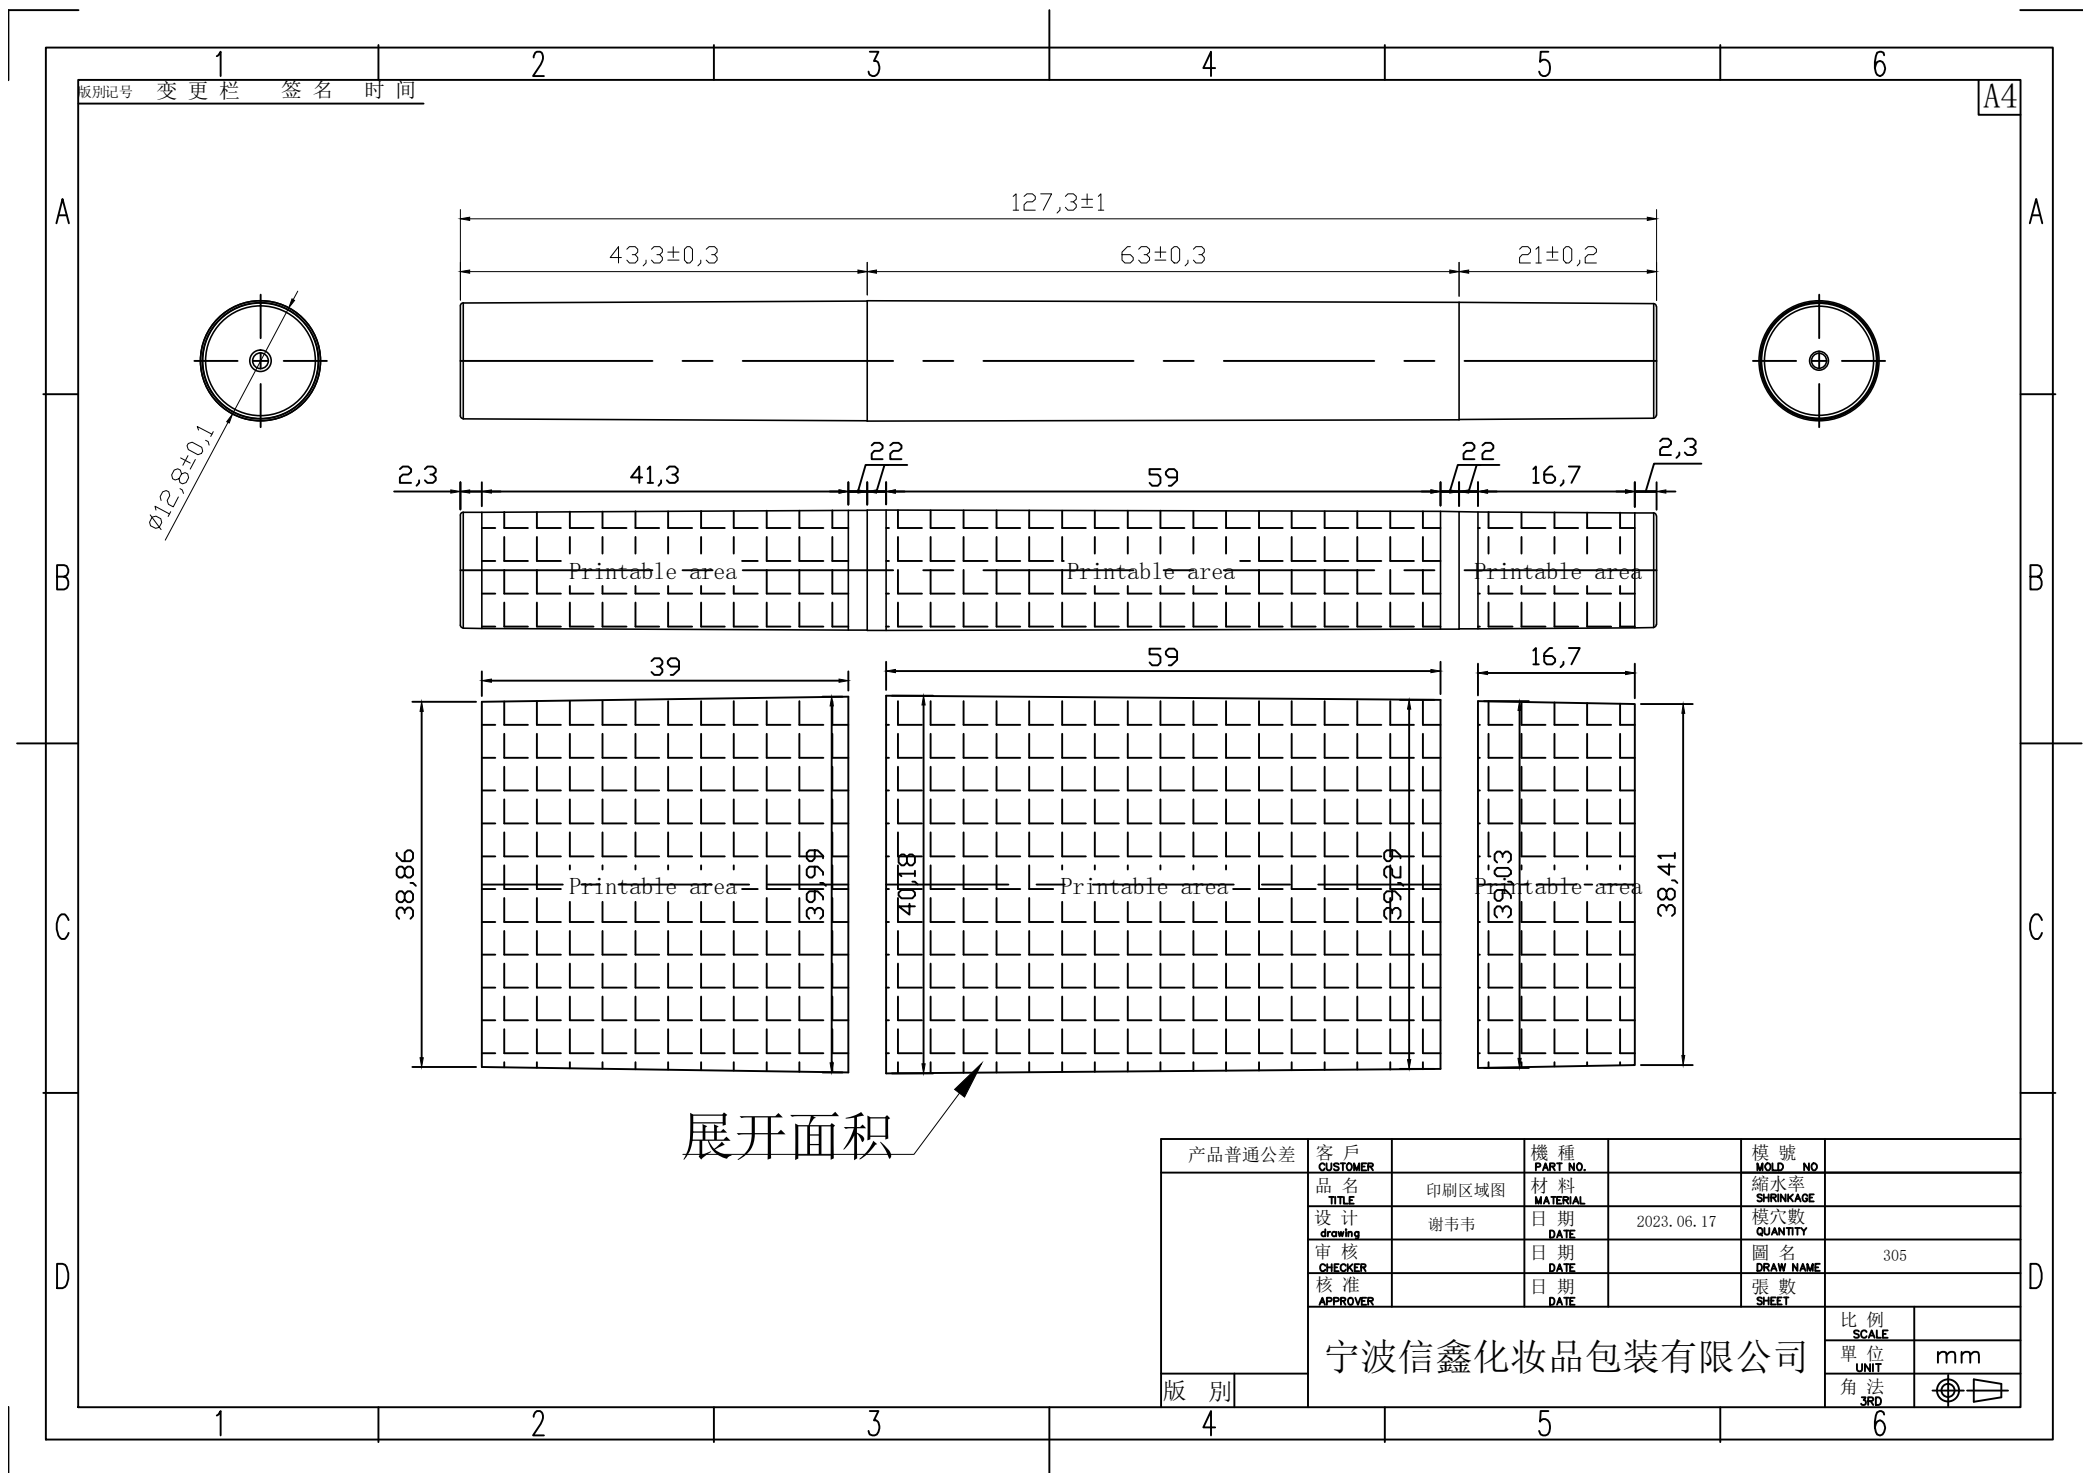 1 2 3 4 5 6
版别记号 变更栏 签名 时间
A4
A A
127,3±1
43,3±0,3 63±0,3 21±0,2
Ø12,8±0,1
2,3 41,3 22 59 22 16,7 2,3
Printable area Printable area Printable area
B B
39 59 16,7
38,86 39,99 40,18 39,29 39,03 38,41
Printable area Printable area Printable area
C C
展开面积
产品普通公差 客户 CUSTOMER 機種 PART NO. 模號 MOLD NO
品名 TITLE 印刷区域图 材料 MATERIAL 縮水率 SHRINKAGE
设计 drawing 谢韦韦 日期 DATE 2023.06.17 模穴數 QUANTITY
审核 CHECKER 日期 DATE 圖名 DRAW NAME 305
核准 APPROVER 日期 DATE 張數 SHEET
D D
宁波信鑫化妆品包装有限公司
比例 SCALE
單位 UNIT mm
版别 角法 3RD
1 2 3 4 5 6